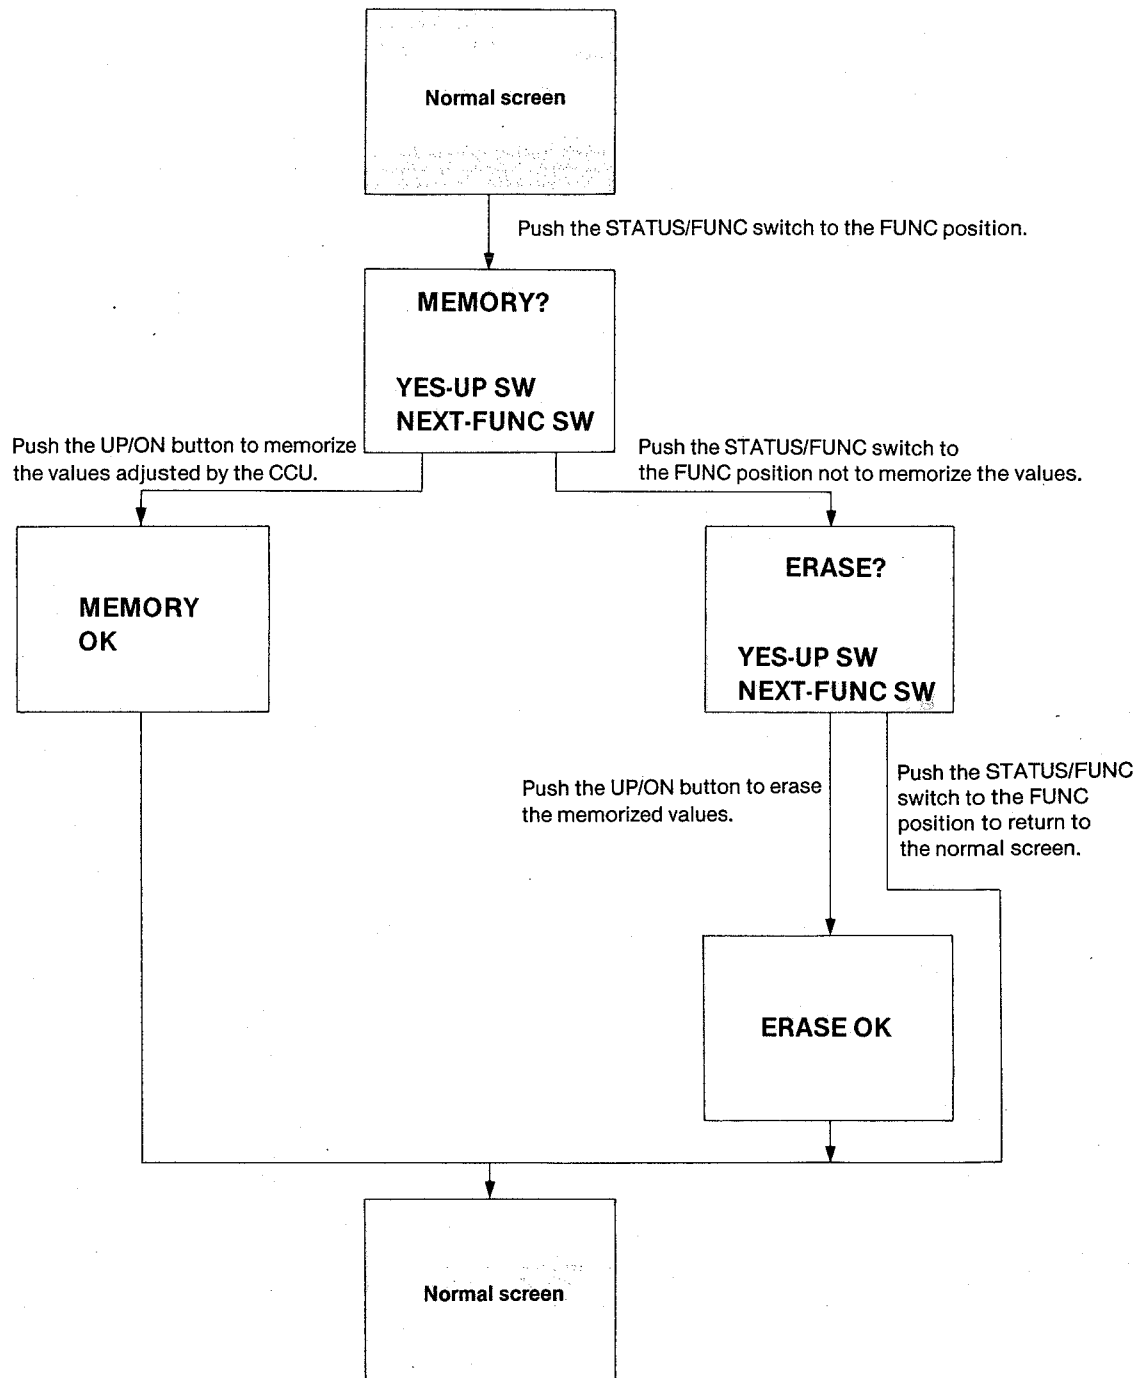 Normal screen
Push the STATUS/FUNC switch to the FUNC position.
MEMORY?
YES-UP SW
NEXT-FUNC SW
Push the UP/ON button to memorize
the values adjusted by the CCU.
Push the STATUS/FUNC switch to
the FUNC position not to memorize the values.
MEMORY
OK
ERASE?
YES-UP SW
NEXT-FUNC SW
Push the UP/ON button to erase
the memorized values.
Push the STATUS/FUNC
switch to the FUNC
position to return to
the normal screen.
ERASE OK
Normal screen